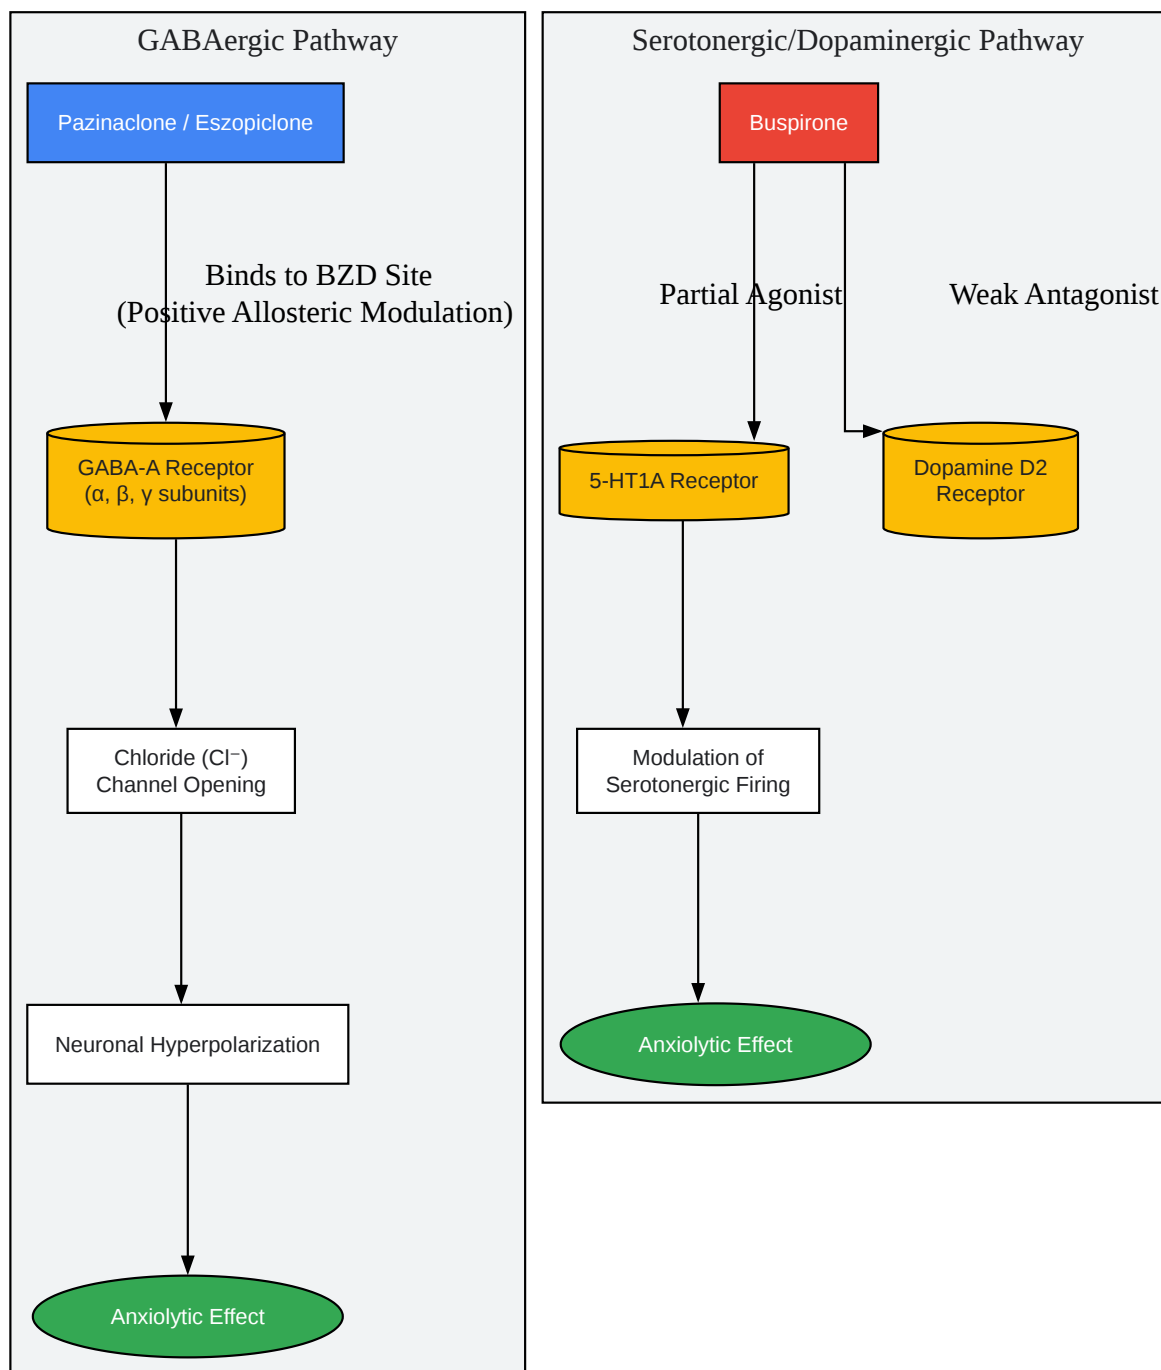 GABAergic Pathway
Pazinaclone / Eszopiclone
Binds to BZD Site
(Positive Allosteric Modulation)
GABA-A Receptor
(α, β, γ subunits)
Chloride (Cl⁻)
Channel Opening
Neuronal Hyperpolarization
Anxiolytic Effect
Serotonergic/Dopaminergic Pathway
Buspirone
Partial Agonist
Weak Antagonist
5-HT1A Receptor
Dopamine D2
Receptor
Modulation of
Serotonergic Firing
Anxiolytic Effect